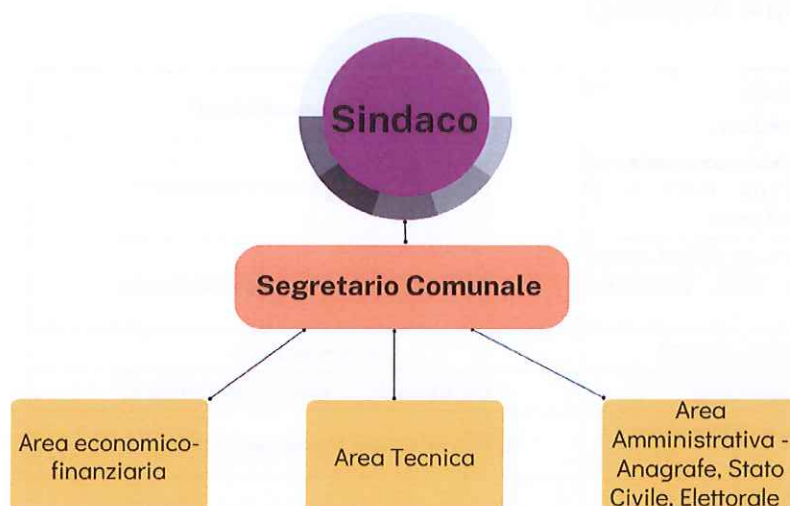 Sindaco
Segretario Comunale
Area economico-
finanziaria
Area Tecnica
Area
Amministrativa -
Anagrafe, Stato
Civile, Elettorale